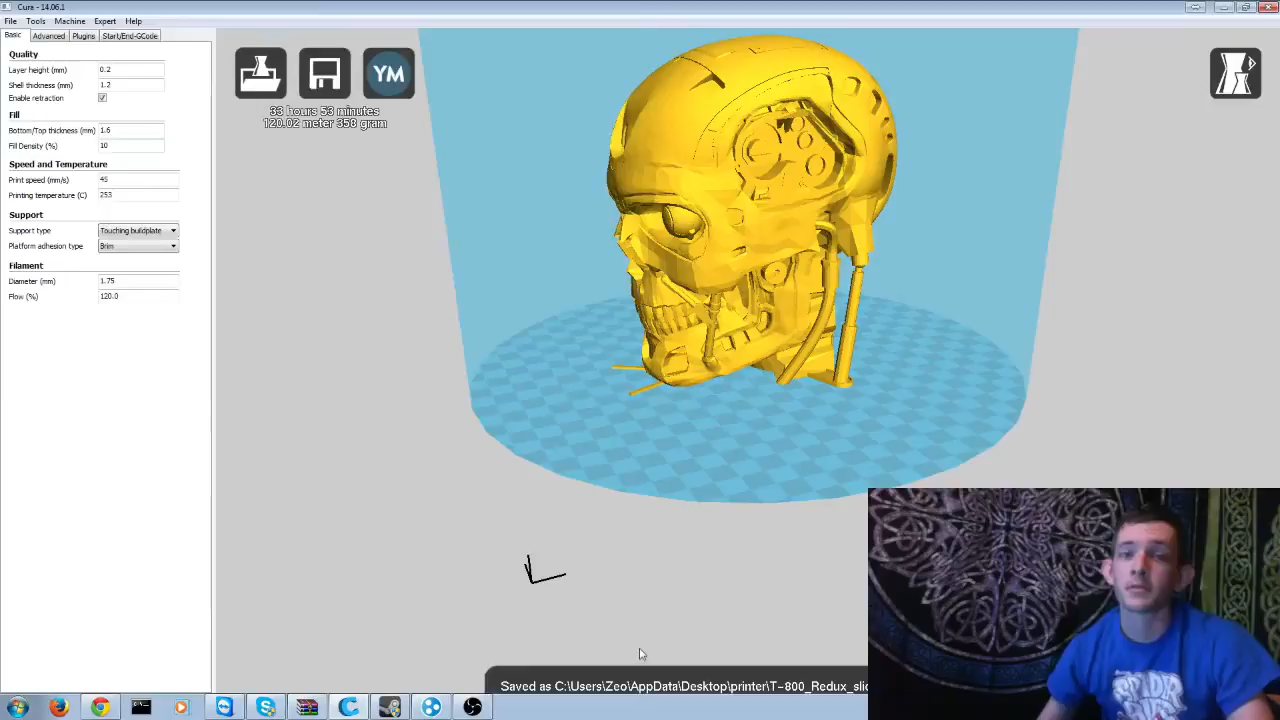 Cura - 14.06.1
File Tools Machine Expert Help
Basic Advanced Plugins Start/End-GCode
Quality
Layer height (mm) 0.2
Shell thickness (mm) 1.2
Enable retraction
Fill
Bottom/Top thickness (mm) 1.6
Fill Density (%) 10
Speed and Temperature
Print speed (mm/s) 45
Printing temperature (C) 253
Support
Support type Touching buildplate
Platform adhesion type Brim
Filament
Diameter (mm) 1.75
Flow (%) 120.0
YM
33 hours 53 minutes
120.02 meter 358 gram
Saved as C:\Users\Zeo\AppData\Desktop\printer\T-800_Redux_slic